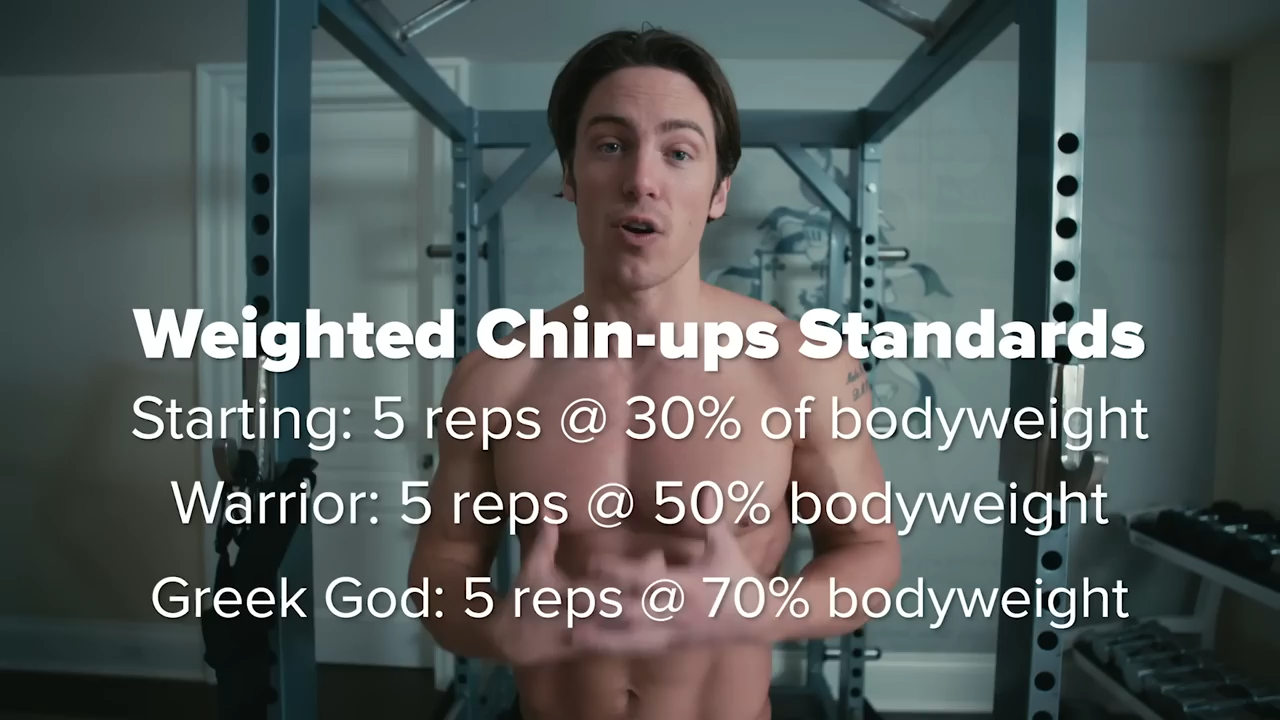 Weighted Chin-ups Standards
Starting: 5 reps @ 30% of bodyweight
Warrior: 5 reps @ 50% bodyweight
Greek God: 5 reps @ 70% bodyweight